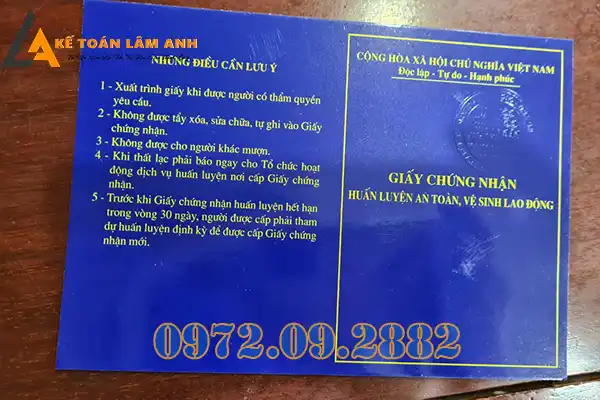 KẾ TOÁN LÂM ANH
NHỮNG ĐIỀU CẦN LƯU Ý
1 - Xuất trình giấy khi được người có thẩm quyền
yêu cầu.
2 - Không được tẩy xóa, sửa chữa, tự ghi vào Giấy
chứng nhận.
3 - Không được cho người khác mượn.
4 - Khi thất lạc phải báo ngay cho Tổ chức hoạt
động dịch vụ huấn luyện nơi cấp Giấy chứng
nhận.
5 - Trước khi Giấy chứng nhận huấn luyện hết hạn
trong vòng 30 ngày, người được cấp phải tham
dự huấn luyện định kỳ để được cấp Giấy chứng
nhận mới.
CỘNG HÒA XÃ HỘI CHỦ NGHĨA VIỆT NAM
Độc lập - Tự do - Hạnh phúc
GIẤY CHỨNG NHẬN
HUẤN LUYỆN AN TOÀN, VỆ SINH LAO ĐỘNG
0972.09.2882